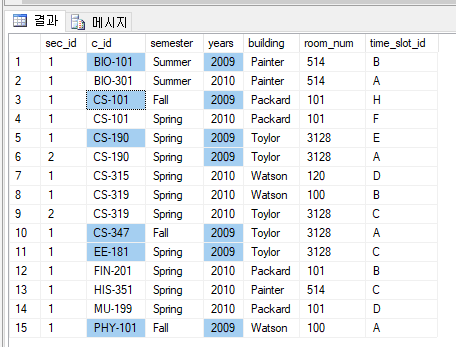 결과 메시지
sec_id c_id semester years building room_num time_slot_id
1 1 BIO-101 Summer 2009 Painter 514 B
2 1 BIO-301 Summer 2010 Painter 514 A
3 1 CS-101 Fall 2009 Packard 101 H
4 1 CS-101 Spring 2010 Packard 101 F
5 1 CS-190 Spring 2009 Toylor 3128 E
6 2 CS-190 Spring 2009 Toylor 3128 A
7 1 CS-315 Spring 2010 Watson 120 D
8 1 CS-319 Spring 2010 Watson 100 B
9 2 CS-319 Spring 2010 Toylor 3128 C
10 1 CS-347 Fall 2009 Toylor 3128 A
11 1 EE-181 Spring 2009 Toylor 3128 C
12 1 FIN-201 Spring 2010 Packard 101 B
13 1 HIS-351 Spring 2010 Painter 514 C
14 1 MU-199 Spring 2010 Packard 101 D
15 1 PHY-101 Fall 2009 Watson 100 A